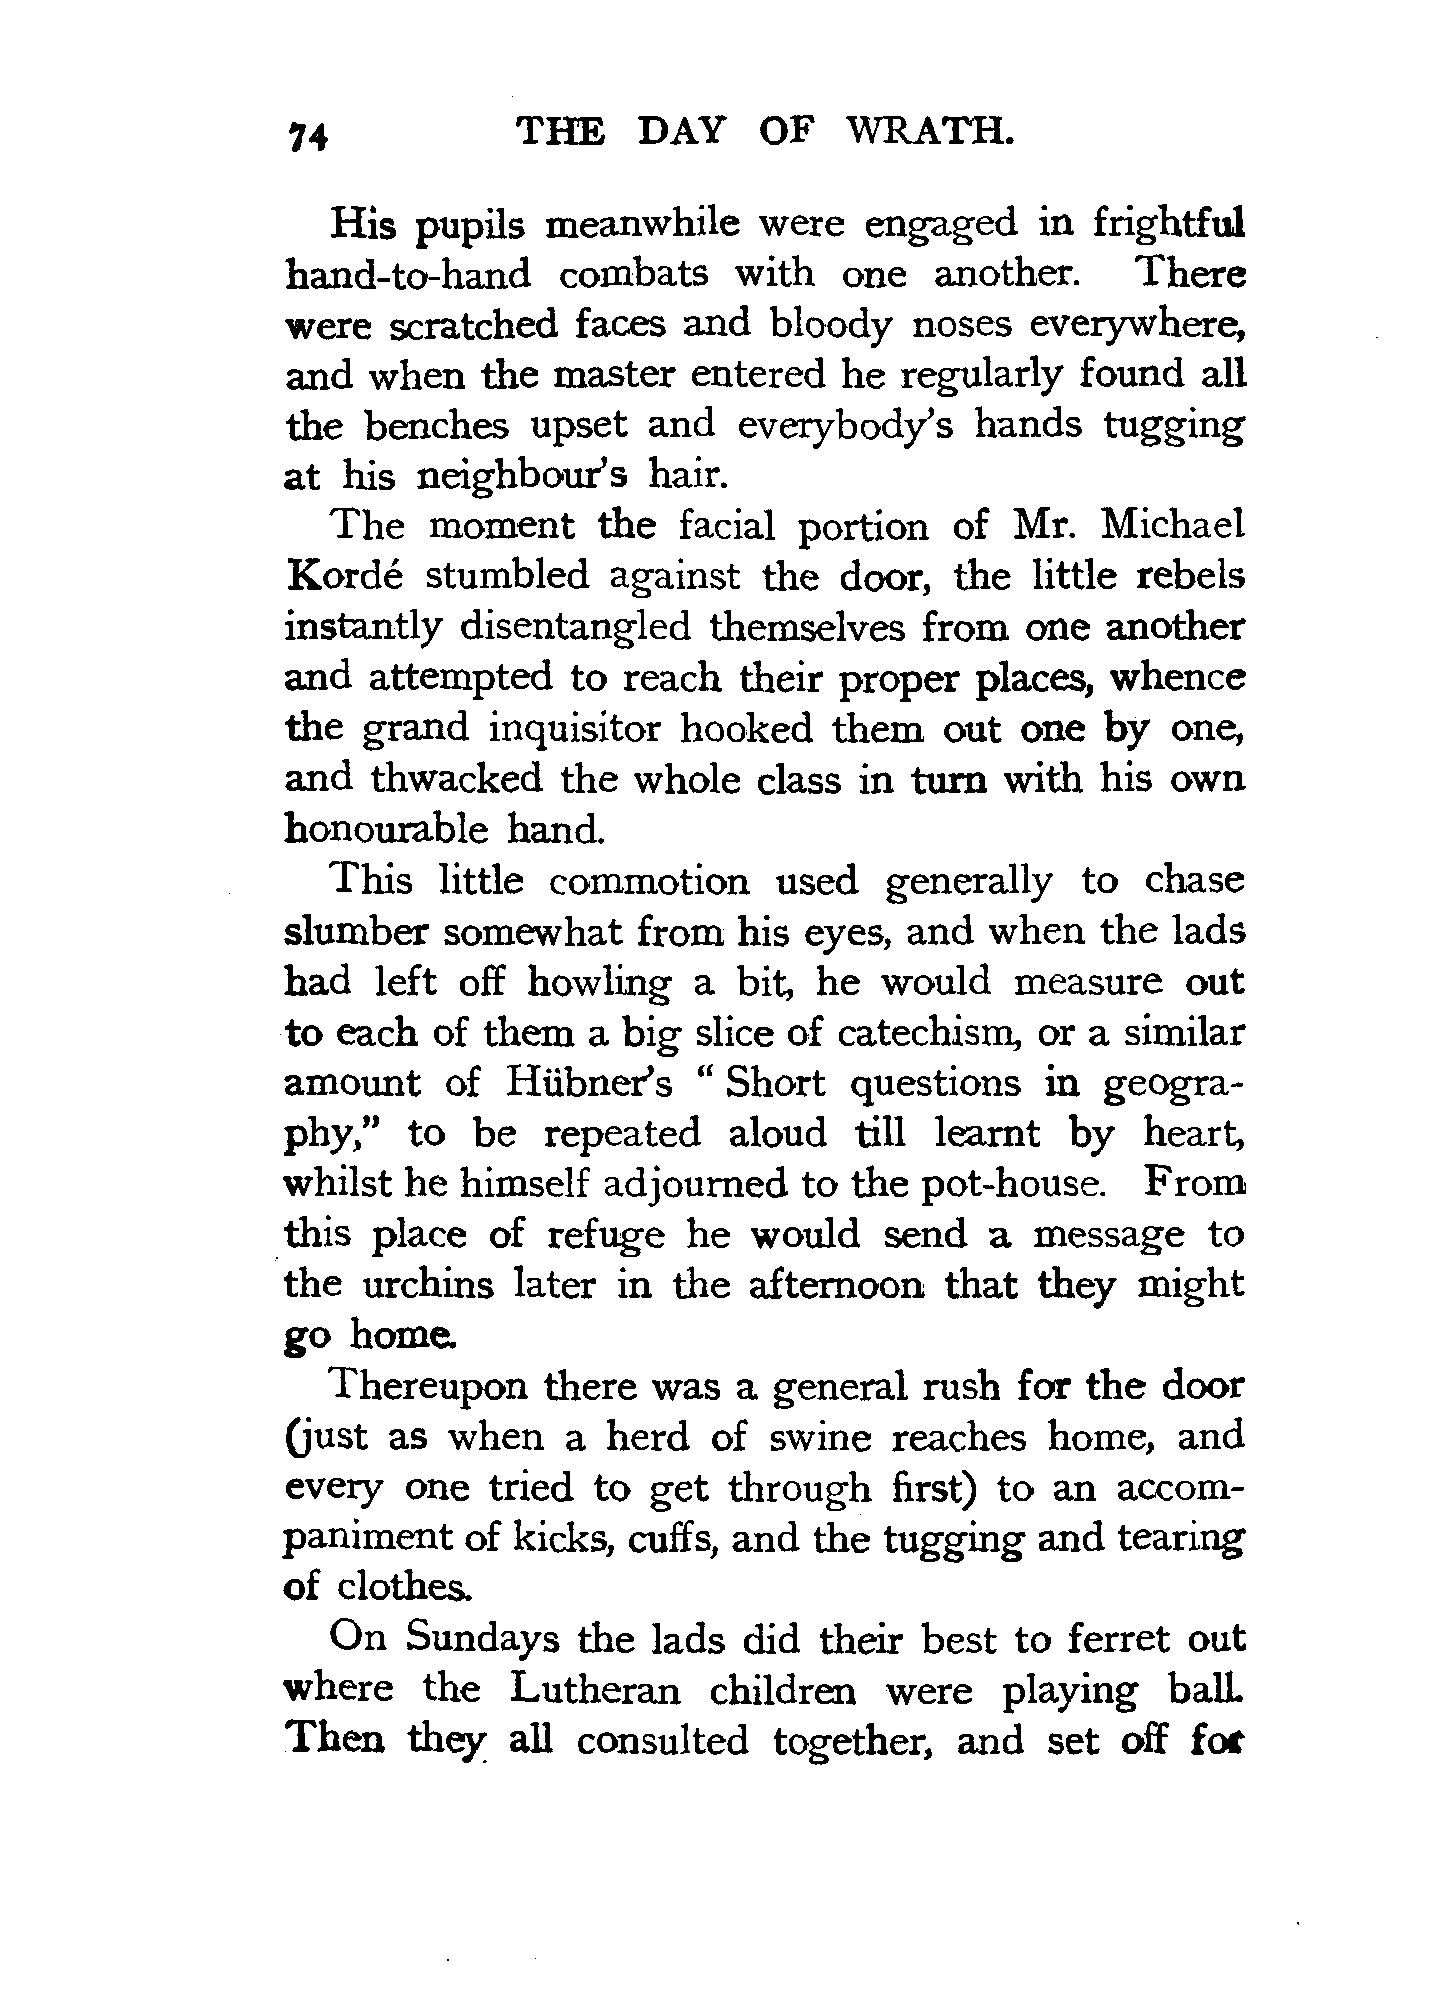 74 THE DAY OF WRATH.
His pupils meanwhile were engaged in frightful
hand-to-hand combats with one another. There
were scratched faces and bloody noses everywhere,
and when the master entered he regularly found all
the benches upset and everybody's hands tugging
at his neighbour's hair.
The moment the facial portion of Mr. Michael
Kordé stumbled against the door, the little rebels
instantly disentangled themselves from one another
and attempted to reach their proper places, whence
the grand inquisitor hooked them out one by one,
and thwacked the whole class in turn with his own
honourable hand.
This little commotion used generally to chase
slumber somewhat from his eyes, and when the lads
had left off howling a bit, he would measure out
to each of them a big slice of catechism, or a similar
amount of Hübner's "Short questions in geogra-
phy," to be repeated aloud till learnt by heart,
whilst he himself adjourned to the pot-house. From
this place of refuge he would send a message to
the urchins later in the afternoon that they might
go home.
Thereupon there was a general rush for the door
(just as when a herd of swine reaches home, and
every one tried to get through first) to an accom-
paniment of kicks, cuffs, and the tugging and tearing
of clothes.
On Sundays the lads did their best to ferret out
where the Lutheran children were playing ball.
Then they all consulted together, and set off for